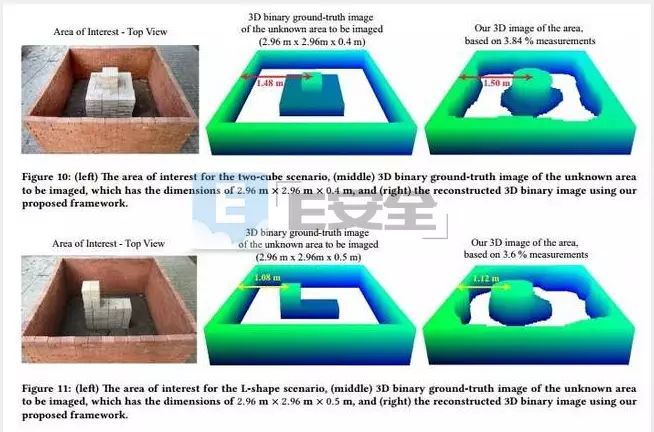 Area of Interest - Top View
3D binary ground-truth image
of the unknown area to be imaged
(2.96 m x 2.96m x 0.4 m)
Our 3D image of the area,
based on 3.84 % measurements
1.48 m
1.50 m
Figure 10: (left) The area of interest for the two-cube scenario, (middle) 3D binary ground-truth image of the unknown area
to be imaged, which has the dimensions of 2.96 m × 2.96 m × 0.4 m, and (right) the reconstructed 3D binary image using our
proposed framework.
E安全
Area of Interest - Top View
3D binary ground-truth image
of the unknown area to be imaged
(2.96 m x 2.96m x 0.5 m)
Our 3D image of the area,
based on 3.6 % measurements
1.08 m
1.12 m
Figure 11: (left) The area of interest for the L-shape scenario, (middle) 3D binary ground-truth image of the unknown area
to be imaged, which has the dimensions of 2.96 m × 2.96 m × 0.5 m, and (right) the reconstructed 3D binary image using our
proposed framework.